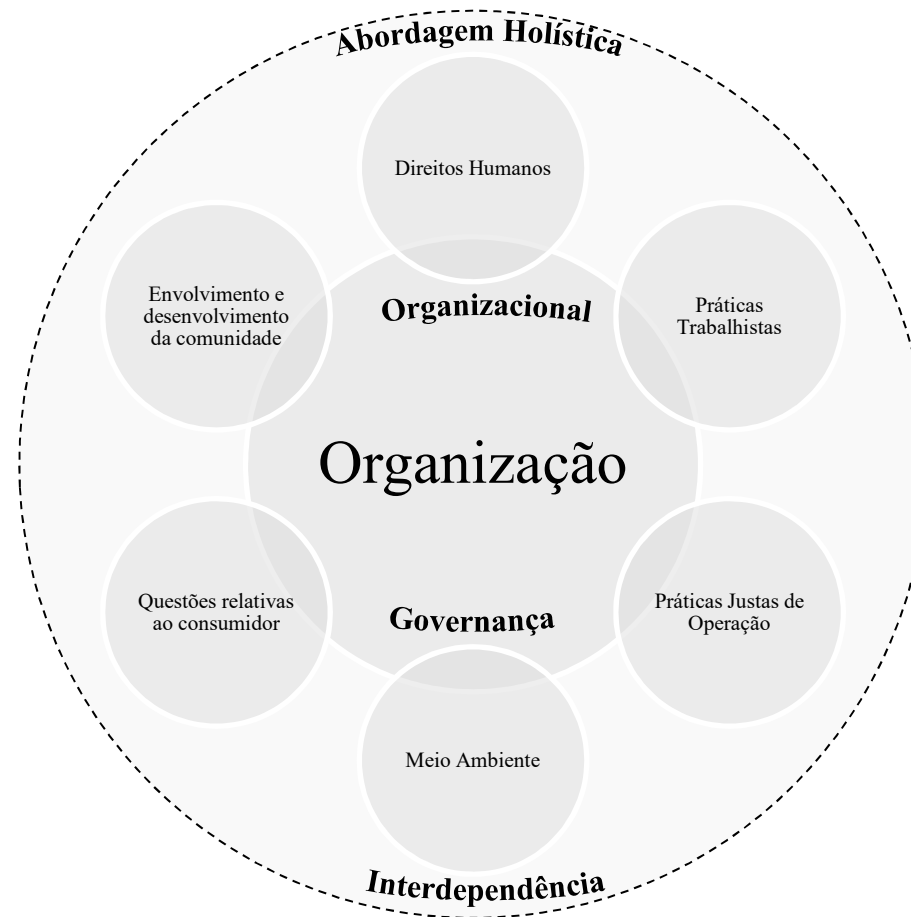 Abordagem Holística
Direitos Humanos
Envolvimento e
desenvolvimento
da comunidade
Organizacional
Práticas
Trabalhistas
Organização
Questões relativas
ao consumidor
Governança
Práticas Justas de
Operação
Meio Ambiente
Interdependência